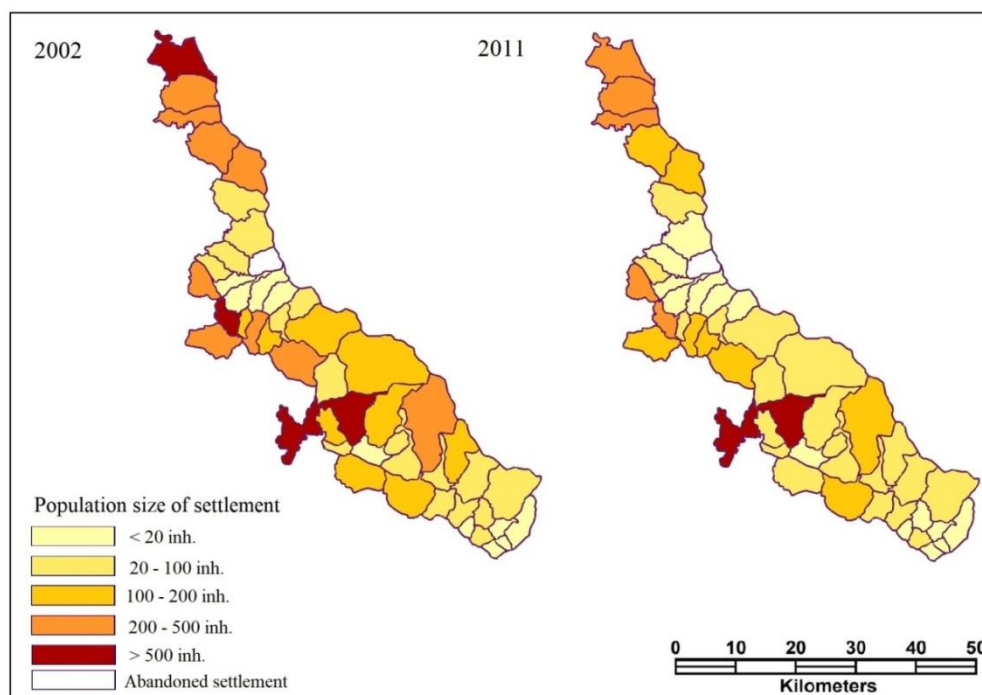 2002
2011
Population size of settlement
< 20 inh.
20 - 100 inh.
100 - 200 inh.
200 - 500 inh.
> 500 inh.
Abandoned settlement
0 10 20 30 40 50
Kilometers